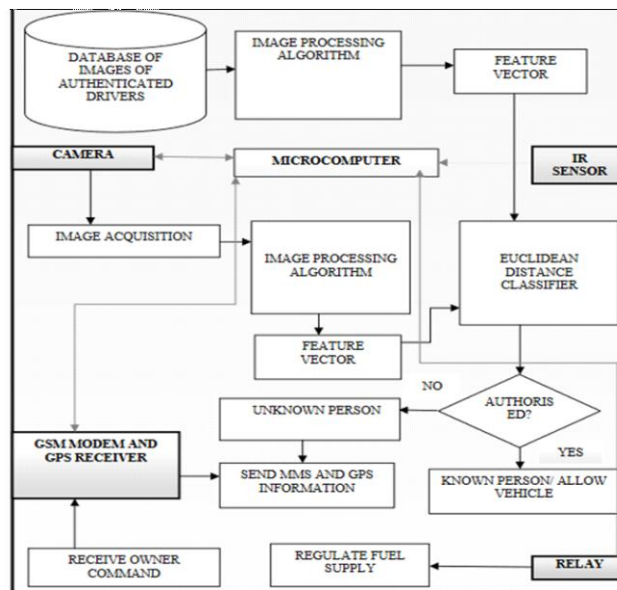 DATABASE OF
IMAGES OF
AUTHENTICATED
DRIVERS
IMAGE PROCESSING
ALGORITHM
FEATURE
VECTOR
CAMERA
MICROCOMPUTER
IR
SENSOR
IMAGE ACQUISITION
IMAGE PROCESSING
ALGORITHM
EUCLIDEAN
DISTANCE
CLASSIFIER
FEATURE
VECTOR
NO
AUTHORIS
ED?
UNKNOWN PERSON
YES
GSM MODEM AND
GPS RECEIVER
SEND MMS AND GPS
INFORMATION
KNOWN PERSON/ ALLOW
VEHICLE
RECEIVE OWNER
COMMAND
REGULATE FUEL
SUPPLY
RELAY